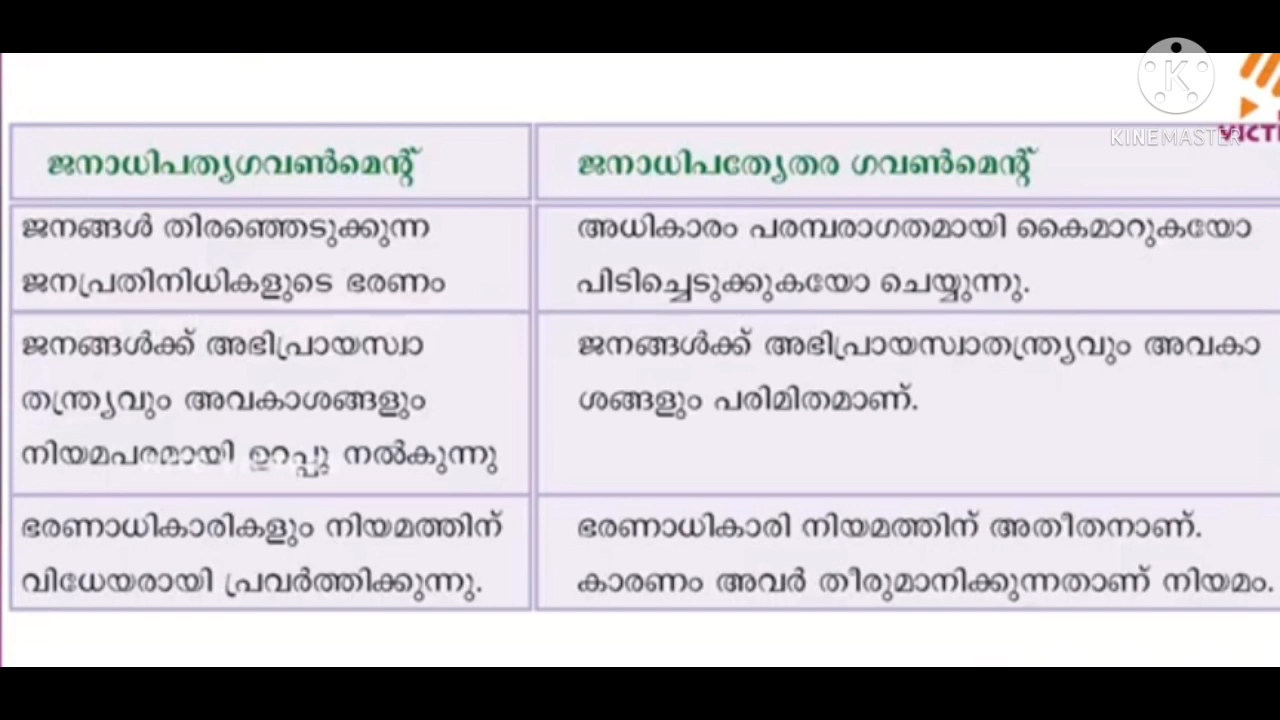 KINEMASTER
VICT
ജനാധിപത്യഗവൺമെന്റ്
ജനാധിപത്യേതര ഗവൺമെന്റ്
ജനങ്ങൾ തിരഞ്ഞെടുക്കുന്ന
ജനപ്രതിനിധികളുടെ ഭരണം
അധികാരം പരമ്പരാഗതമായി കൈമാറുകയോ
പിടിച്ചെടുക്കുകയോ ചെയ്യുന്നു.
ജനങ്ങൾക്ക് അഭിപ്രായസ്വാ
തന്ത്ര്യവും അവകാശങ്ങളും
നിയമപരമായി ഉറപ്പു നൽകുന്നു
ജനങ്ങൾക്ക് അഭിപ്രായസ്വാതന്ത്ര്യവും അവകാ
ശങ്ങളും പരിമിതമാണ്.
ഭരണാധികാരികളും നിയമത്തിന്
വിധേയരായി പ്രവർത്തിക്കുന്നു.
ഭരണാധികാരി നിയമത്തിന് അതീതനാണ്.
കാരണം അവർ തീരുമാനിക്കുന്നതാണ് നിയമം.